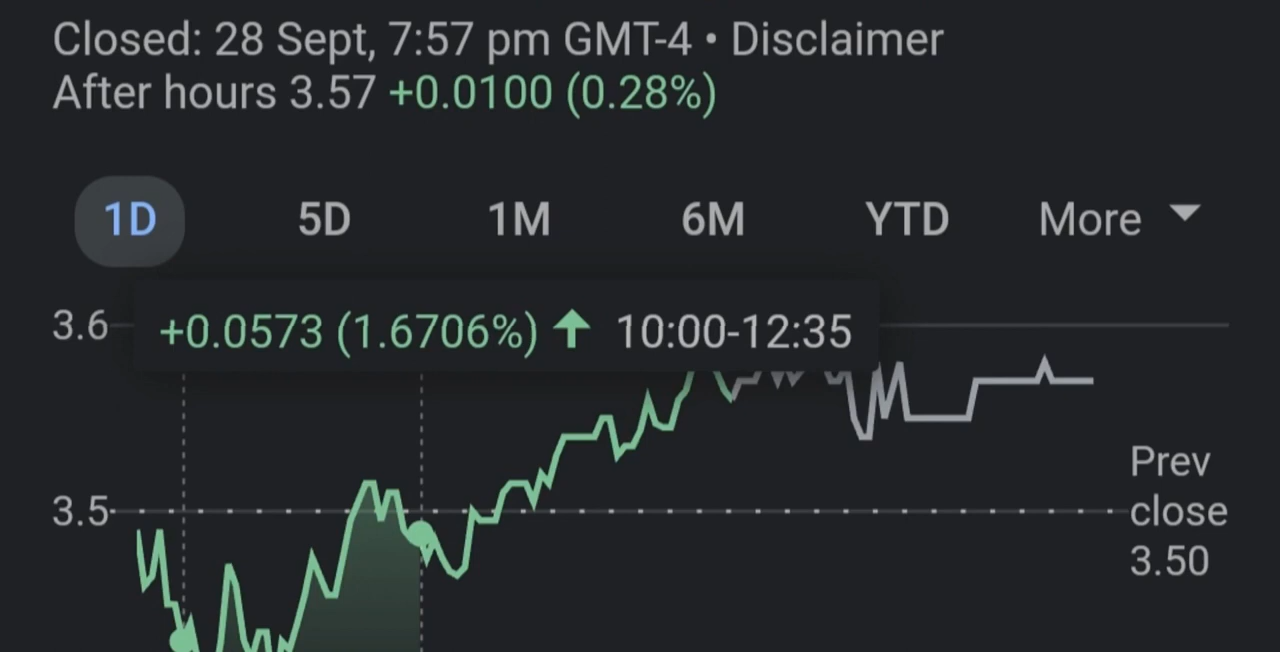 Closed: 28 Sept, 7:57 pm GMT-4 • Disclaimer
After hours 3.57 +0.0100 (0.28%)
1D 5D 1M 6M YTD More
3.6
+0.0573 (1.6706%) ↑ 10:00-12:35
3.5
Prev
close
3.50